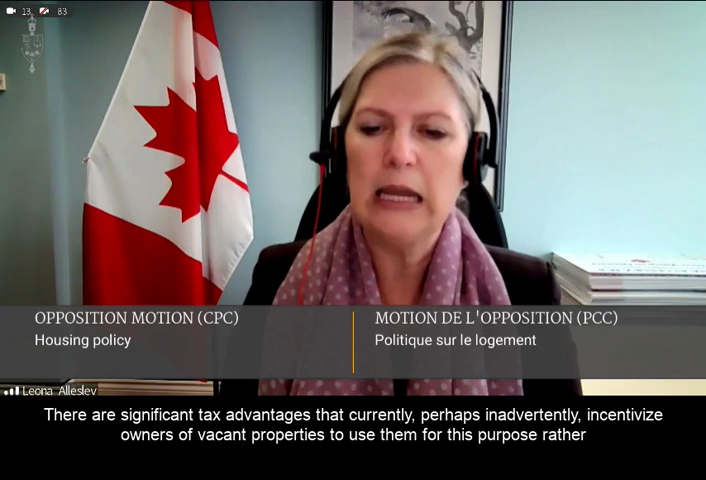 13 83
OPPOSITION MOTION (CPC)
Housing policy
MOTION DE L'OPPOSITION (PCC)
Politique sur le logement
Leona Alleslev
There are significant tax advantages that currently, perhaps inadvertently, incentivize
owners of vacant properties to use them for this purpose rather